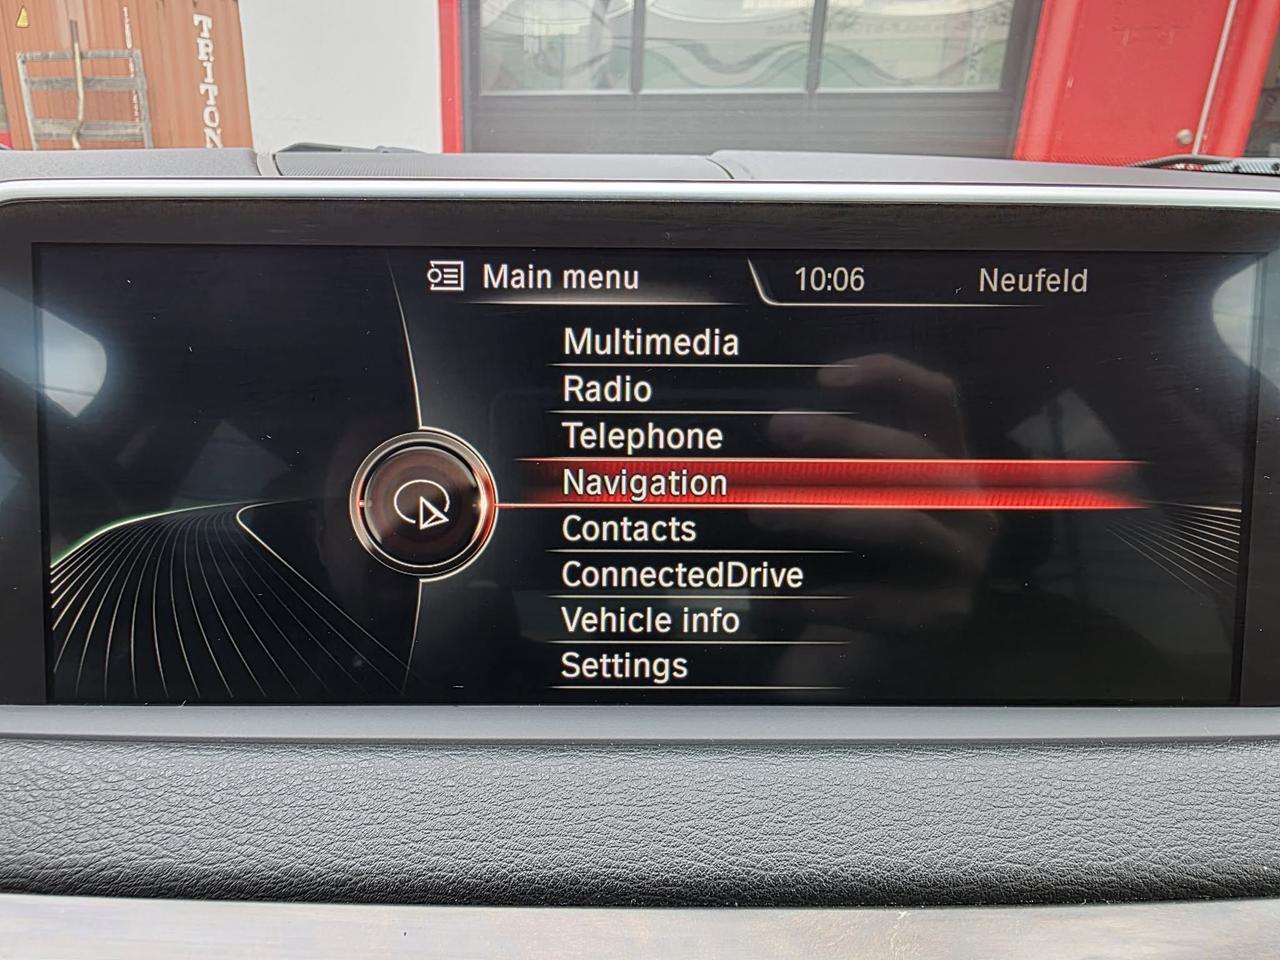 TRITON
Main menu
10:06
Neufeld
Multimedia
Radio
Telephone
Navigation
Contacts
ConnectedDrive
Vehicle info
Settings